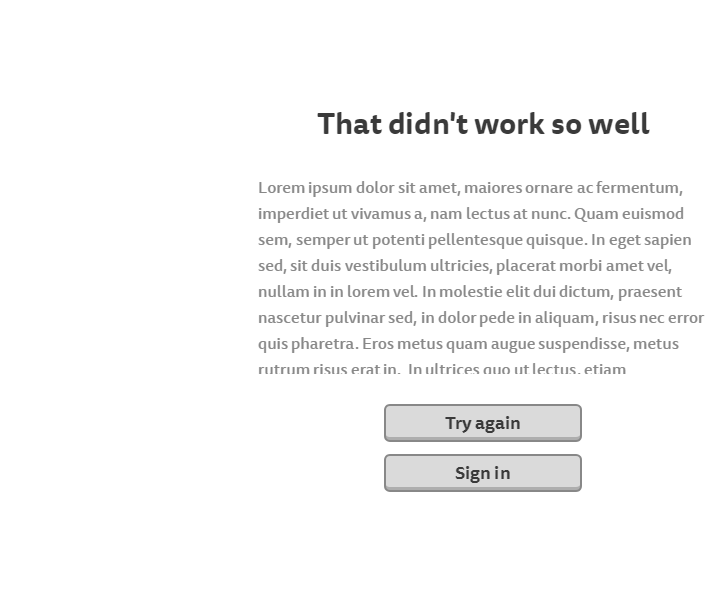 That didn't work so well
Lorem ipsum dolor sit amet, maiores ornare ac fermentum,
imperdiet ut vivamus a, nam lectus at nunc. Quam euismod
sem, semper ut potenti pellentesque quisque. In eget sapien
sed, sit duis vestibulum ultricies, placerat morbi amet vel,
nullam in in lorem vel. In molestie elit dui dictum, praesent
nascetur pulvinar sed, in dolor pede in aliquam, risus nec error
quis pharetra. Eros metus quam augue suspendisse, metus
rutrum risus erat in.  In ultrices quo ut lectus, etiam
Try again
Sign in